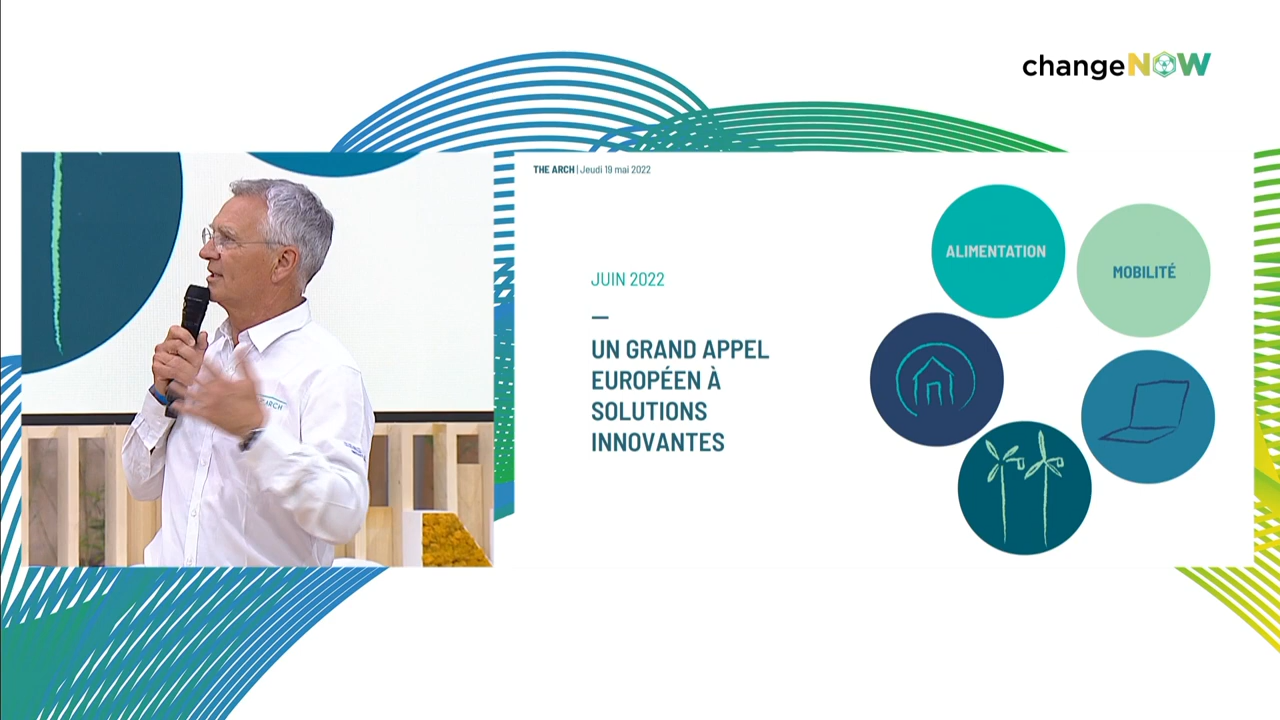 changeNOW
THE ARCH | Jeudi 19 mai 2022
JUIN 2022
UN GRAND APPEL
EUROPÉEN À
SOLUTIONS
INNOVANTES
ALIMENTATION
MOBILITÉ